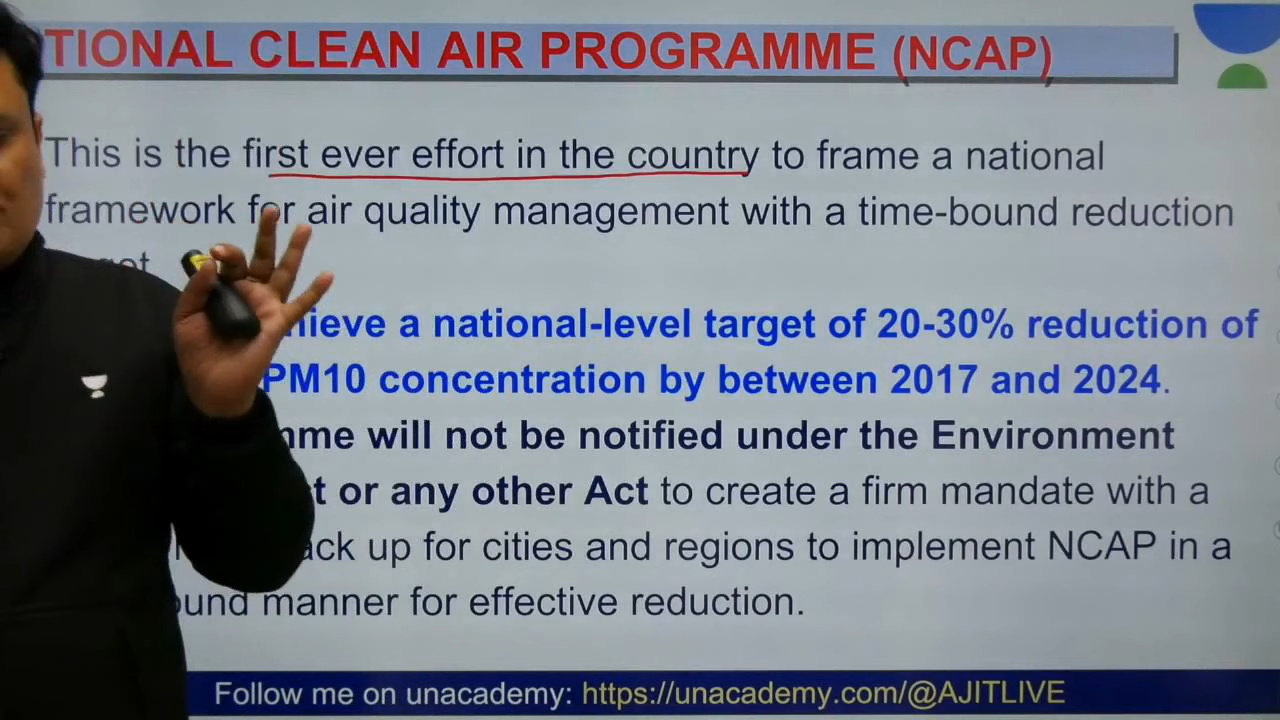 TIONAL CLEAN AIR PROGRAMME (NCAP)
This is the first ever effort in the country to frame a national
framework for air quality management with a time-bound reduction
hieve a national-level target of 20-30% reduction of
PM10 concentration by between 2017 and 2024.
mme will not be notified under the Environment
t or any other Act to create a firm mandate with a
ack up for cities and regions to implement NCAP in a
ound manner for effective reduction.
Follow me on unacademy: https://unacademy.com/@AJITLIVE